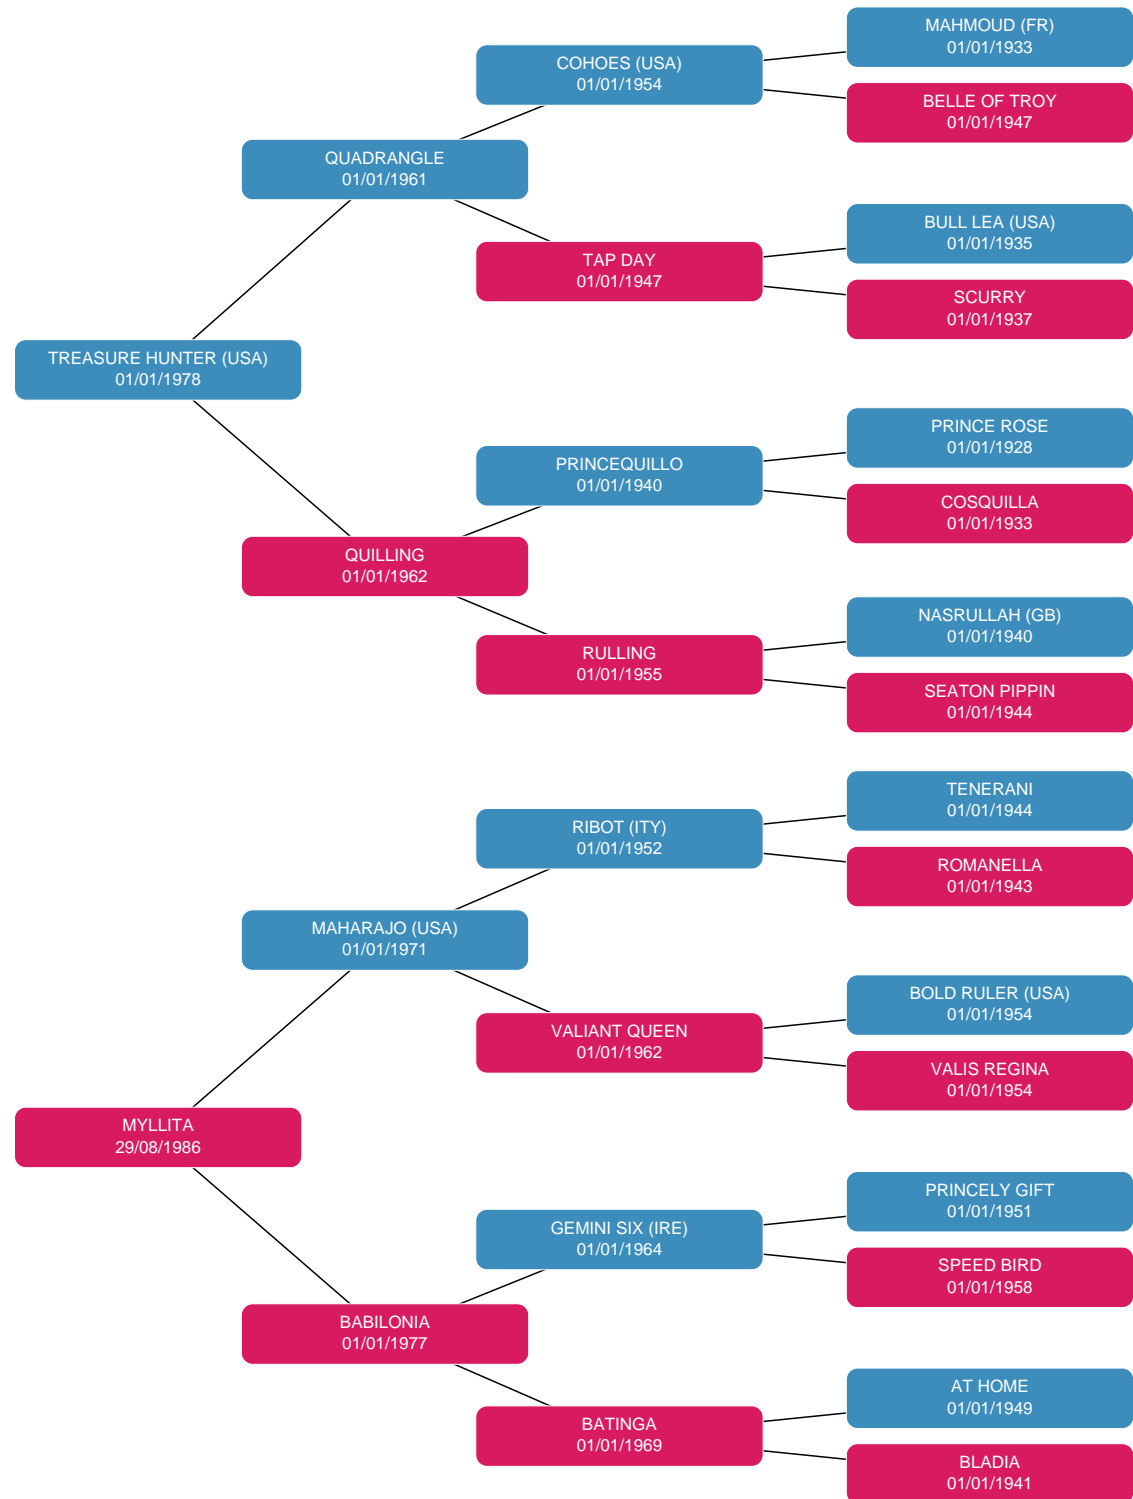 MAHMOUD (FR)
01/01/1933
COHOES (USA)
01/01/1954
BELLE OF TROY
01/01/1947
QUADRANGLE
01/01/1961
BULL LEA (USA)
01/01/1935
TAP DAY
01/01/1947
SCURRY
01/01/1937
TREASURE HUNTER (USA)
01/01/1978
PRINCE ROSE
01/01/1928
PRINCEQUILLO
01/01/1940
COSQUILLA
01/01/1933
QUILLING
01/01/1962
NASRULLAH (GB)
01/01/1940
RULLING
01/01/1955
SEATON PIPPIN
01/01/1944
TENERANI
01/01/1944
RIBOT (ITY)
01/01/1952
ROMANELLA
01/01/1943
MAHARAJO (USA)
01/01/1971
BOLD RULER (USA)
01/01/1954
VALIANT QUEEN
01/01/1962
VALIS REGINA
01/01/1954
MYLLITA
29/08/1986
PRINCELY GIFT
01/01/1951
GEMINI SIX (IRE)
01/01/1964
SPEED BIRD
01/01/1958
BABILONIA
01/01/1977
AT HOME
01/01/1949
BATINGA
01/01/1969
BLADIA
01/01/1941